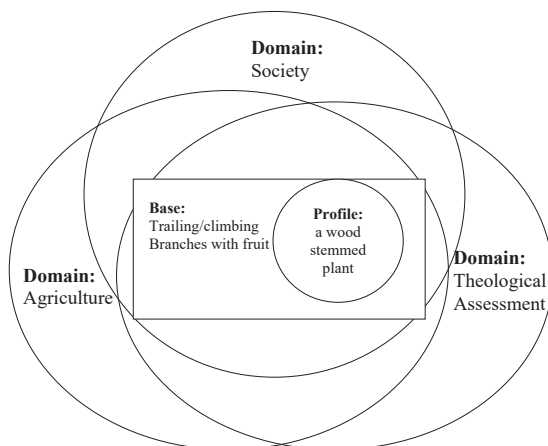 Domain:
Society
Base:
Trailing/climbing
Branches with fruit
Profile:
a wood
stemmed
plant
Domain:
Agriculture
Domain:
Theological
Assessment